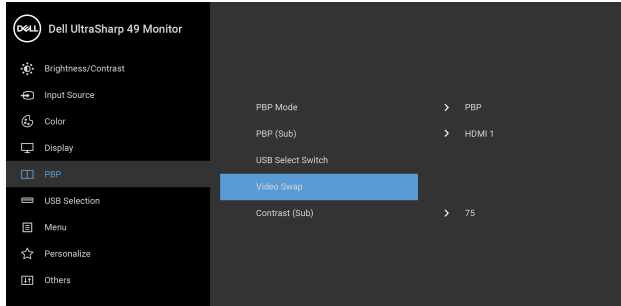 DELL Dell UltraSharp 49 Monitor
Brightness/Contrast
Input Source
Color
Display
PBP
USB Selection
Menu
Personalize
Others
PBP Mode > PBP
PBP (Sub) > HDMI 1
USB Select Switch
Video Swap
Contrast (Sub) > 75